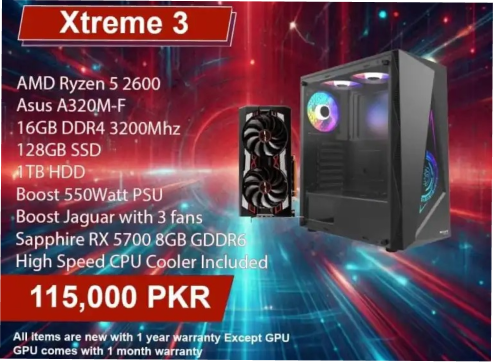 Xtreme 3
AMD Ryzen 5 2600
Asus A320M-F
16GB DDR4 3200Mhz
128GB SSD
1TB HDD
Boost 550Watt PSU
Boost Jaguar with 3 fans
Sapphire RX 5700 8GB GDDR6
High Speed CPU Cooler Included
115,000 PKR
All items are new with 1 year warranty Except GPU
GPU comes with 1 month warranty